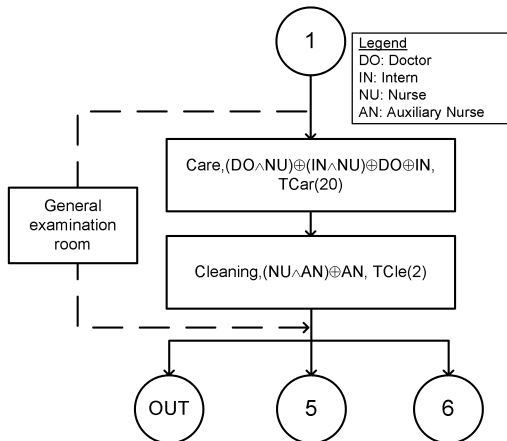 1
Legend
DO: Doctor
IN: Intern
NU: Nurse
AN: Auxiliary Nurse
Care,(DO∧NU)⊕(IN∧NU)⊕DO⊕IN,
TCar(20)
General
examination
room
Cleaning,(NU∧AN)⊕AN, TCle(2)
OUT
5
6